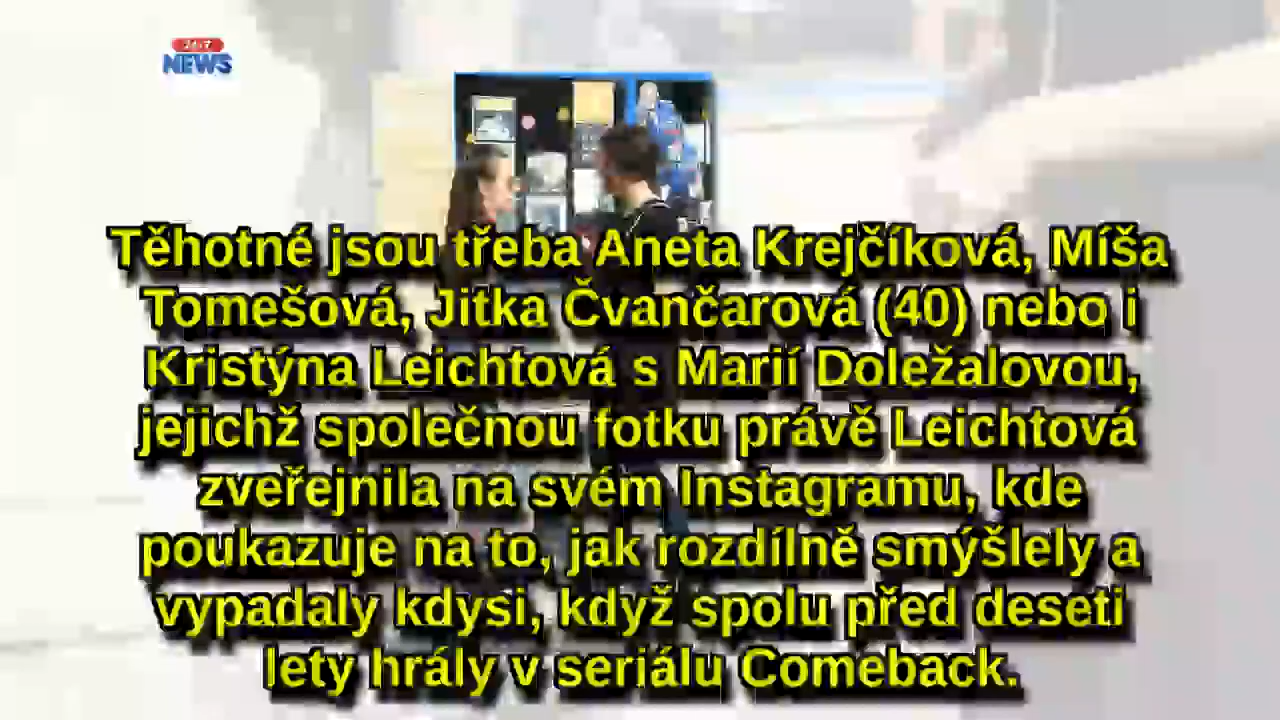 24/7
NEWS
Těhotné jsou třeba Aneta Krejčíková, Míša
Tomešová, Jitka Čvančarová (40) nebo i
Kristýna Leichtová s Marií Doležalovou,
jejichž společnou fotku právě Leichtová
zveřejnila na svém Instagramu, kde
poukazuje na to, jak rozdílně smýšlely a
vypadaly kdysi, když spolu před deseti
lety hrály v seriálu Comeback.